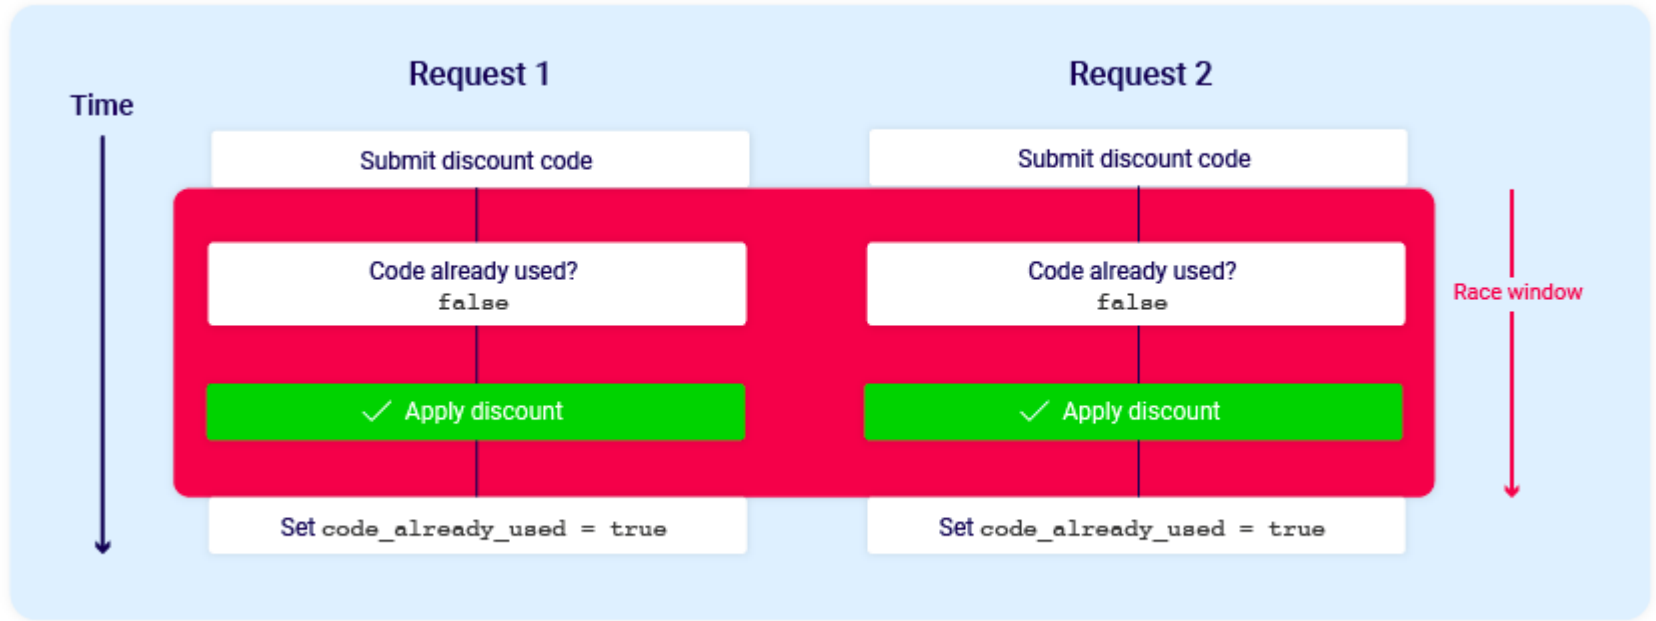 Request 1
Request 2
Time
Submit discount code
Submit discount code
Code already used?
false
Code already used?
false
Race window
Apply discount
Apply discount
Set code_already_used = true
Set code_already_used = true